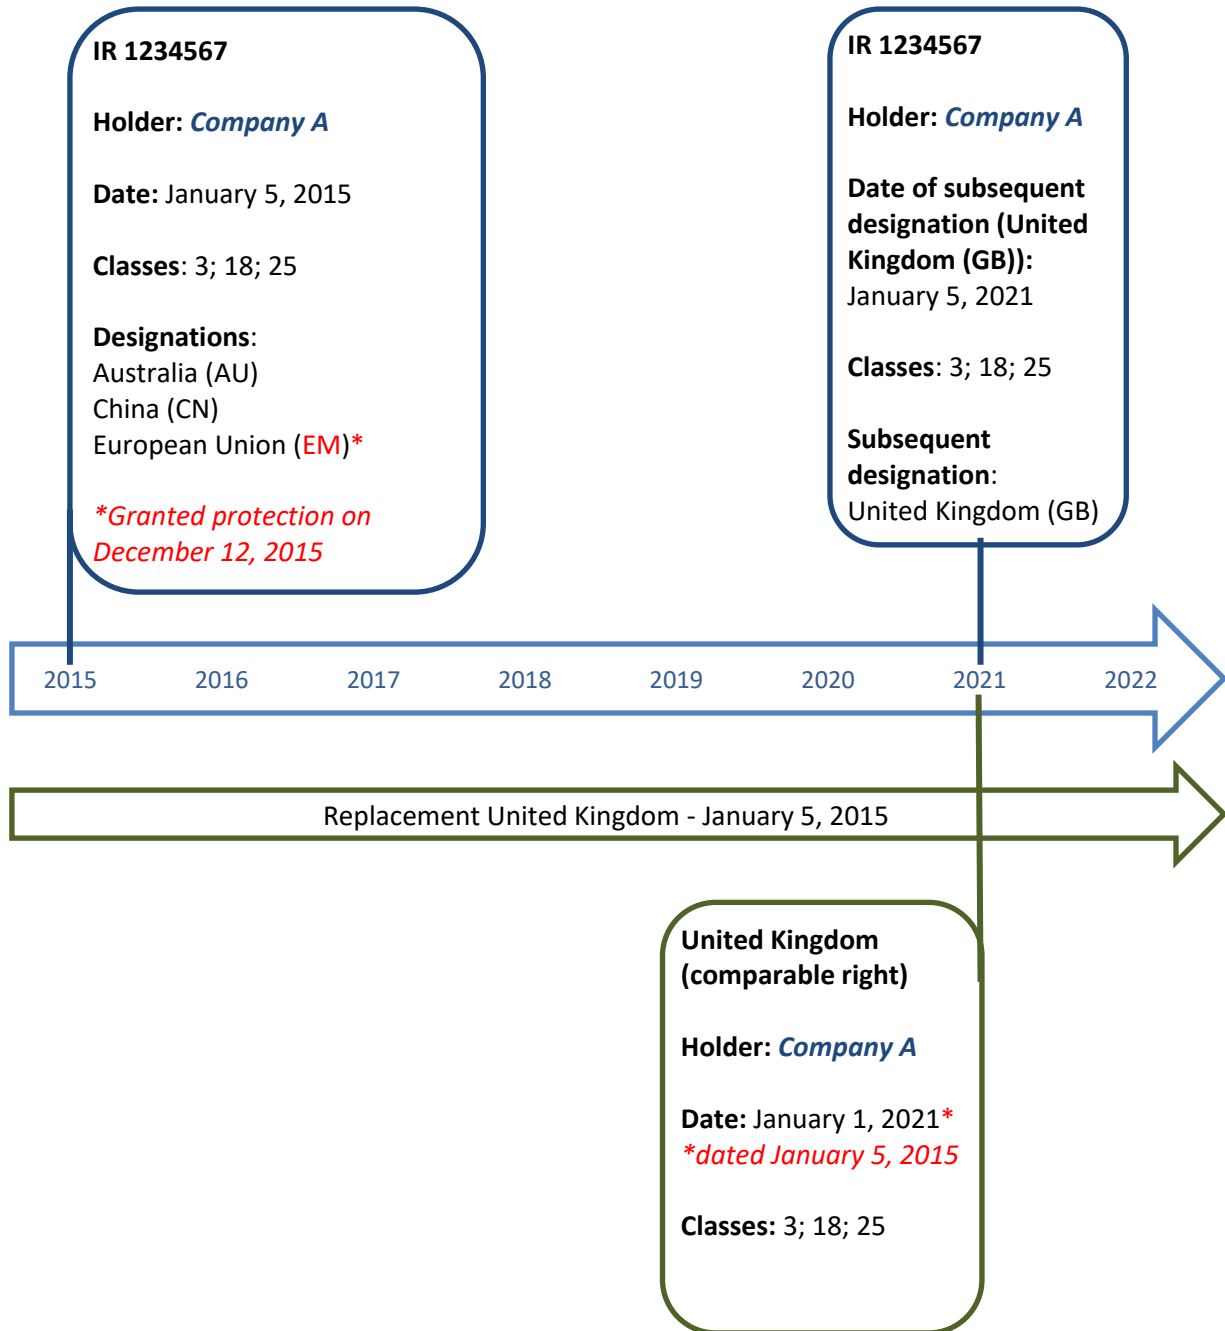 IR 1234567
Holder: Company A
Date: January 5, 2015
Classes: 3; 18; 25
Designations:
Australia (AU)
China (CN)
European Union (EM)*
*Granted protection on
December 12, 2015
IR 1234567
Holder: Company A
Date of subsequent
designation (United
Kingdom (GB)):
January 5, 2021
Classes: 3; 18; 25
Subsequent
designation:
United Kingdom (GB)
2015 2016 2017 2018 2019 2020 2021 2022
Replacement United Kingdom - January 5, 2015
United Kingdom
(comparable right)
Holder: Company A
Date: January 1, 2021*
*dated January 5, 2015
Classes: 3; 18; 25